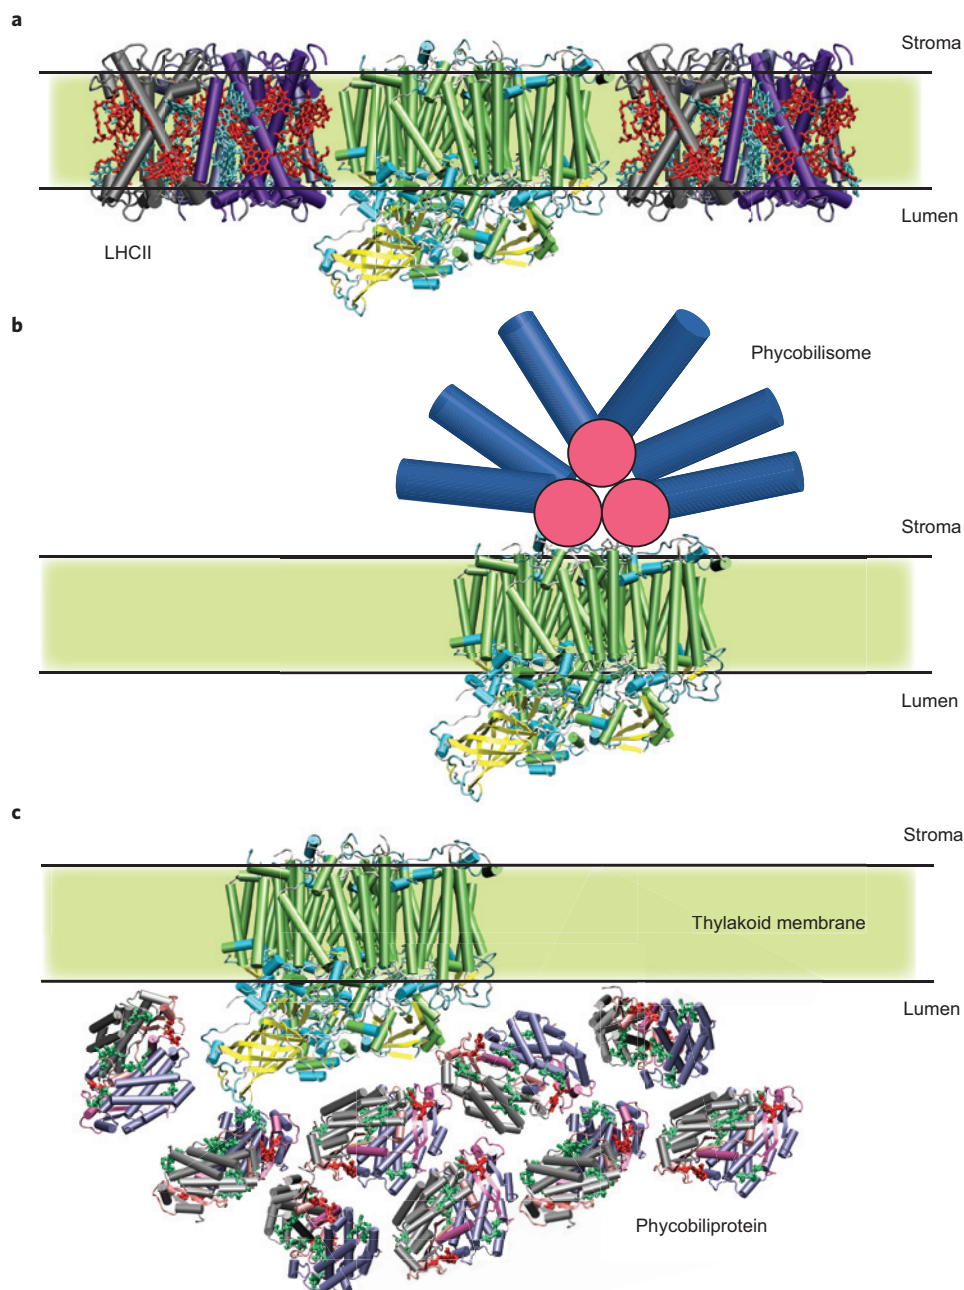 a
Stroma
Lumen
LHCII
b
Phycobilisome
Stroma
Lumen
c
Stroma
Thylakoid membrane
Lumen
Phycobiliprotein